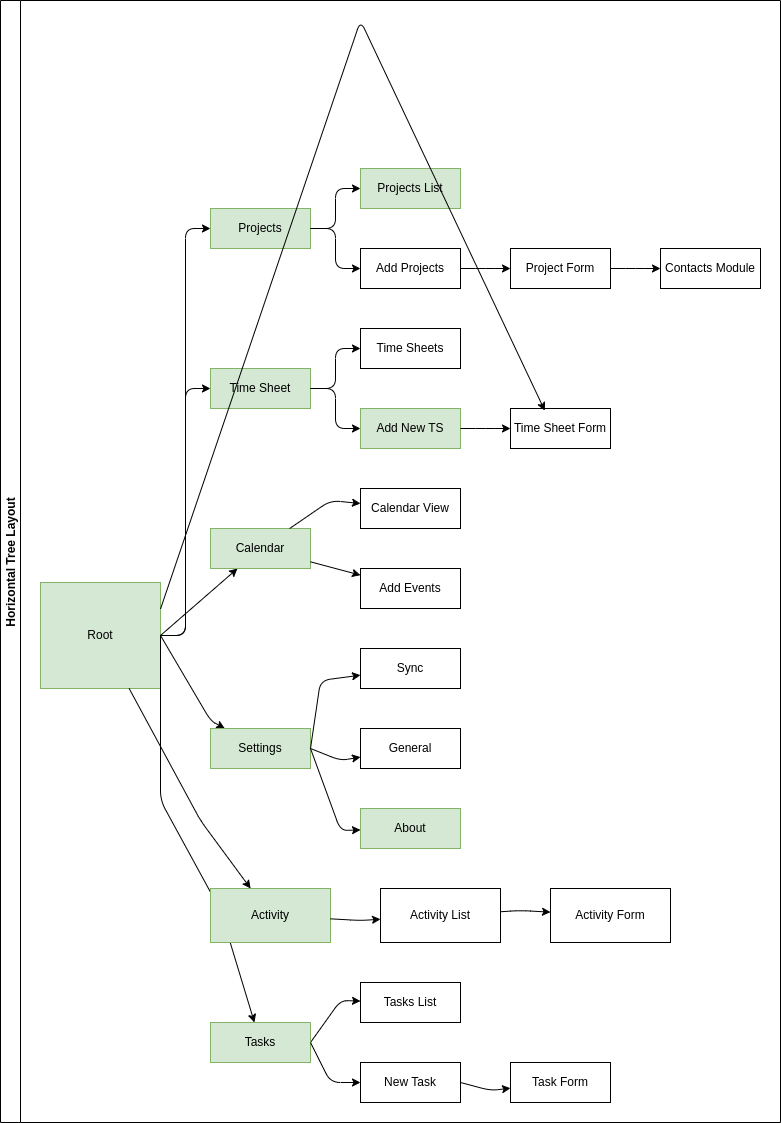 Horizontal Tree Layout
Root
Projects
Projects List
Add Projects
Project Form
Contacts Module
Time Sheet
Time Sheets
Add New TS
Time Sheet Form
Calendar
Calendar View
Add Events
Settings
Sync
General
About
Activity
Activity List
Activity Form
Tasks
Tasks List
New Task
Task Form